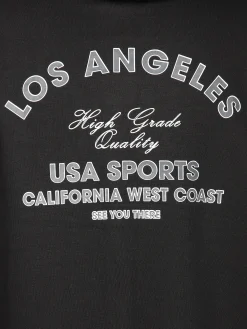 LOS ANGELES
High Grade
Quality
USA SPORTS
CALIFORNIA WEST COAST
SEE YOU THERE